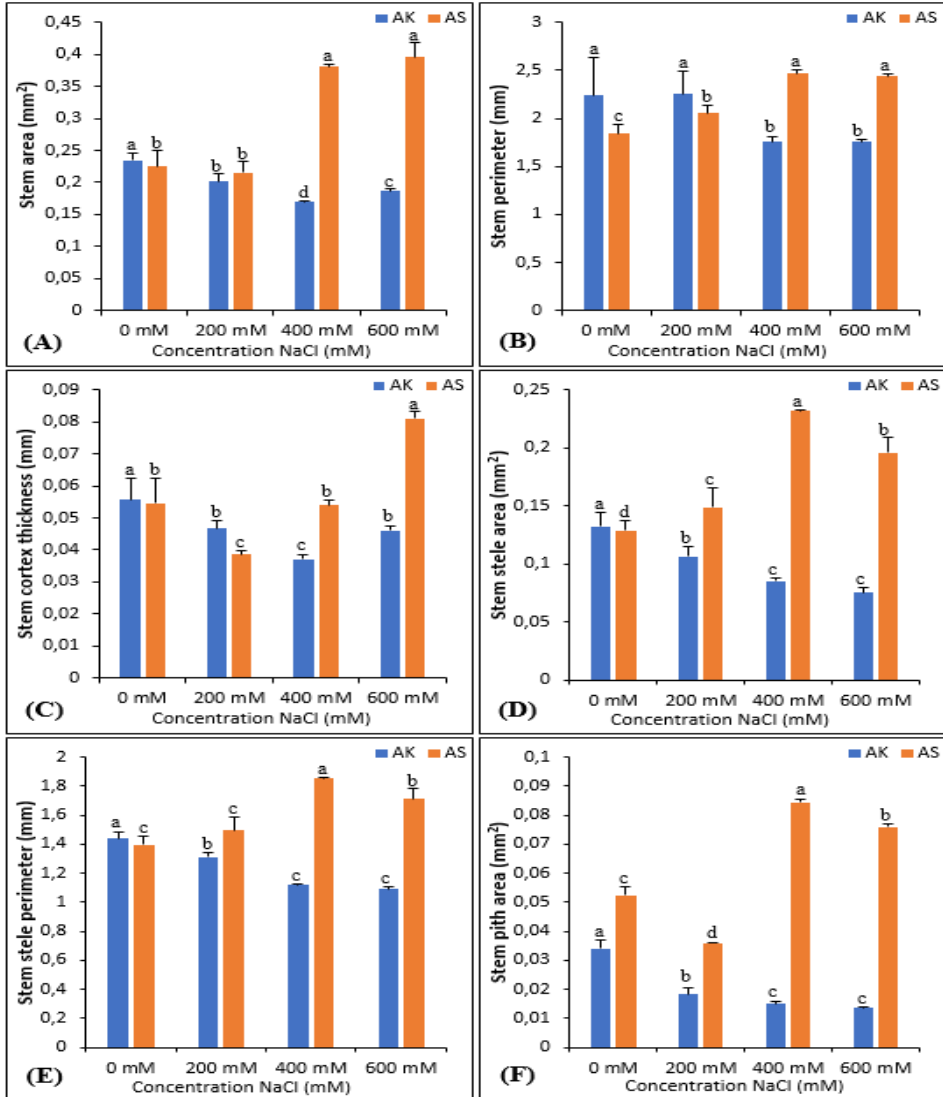 AK AS
Stem area (mm²)
0,45
0,4
0,35
0,3
0,25
0,2
0,15
0,1
0,05
0
a b b b d a c a
0 mM 200 mM 400 mM 600 mM
Concentration NaCl (mM)
(A)
AK AS
Stem perimeter (mm)
3
2,5
2
1,5
1
0,5
0
a c a b b a b a
0 mM 200 mM 400 mM 600 mM
Concentration NaCl (mM)
(B)
AK AS
Stem cortex thickness (mm)
0,09
0,08
0,07
0,06
0,05
0,04
0,03
0,02
0,01
0
a b b c c b b a
0 mM 200 mM 400 mM 600 mM
Concentration NaCl (mM)
(C)
AK AS
Stem stele area (mm²)
0,25
0,2
0,15
0,1
0,05
0
a d b c c a c b
0 mM 200 mM 400 mM 600 mM
Concentration NaCl (mM)
(D)
AK AS
Stem stele perimeter (mm)
2
1,8
1,6
1,4
1,2
1
0,8
0,6
0,4
0,2
0
a c b c c a c b
0 mM 200 mM 400 mM 600 mM
Concentration NaCl (mM)
(E)
AK AS
Stem pith area (mm²)
0,1
0,09
0,08
0,07
0,06
0,05
0,04
0,03
0,02
0,01
0
a c b d c a c b
0 mM 200 mM 400 mM 600 mM
Concentration NaCl (mM)
(F)